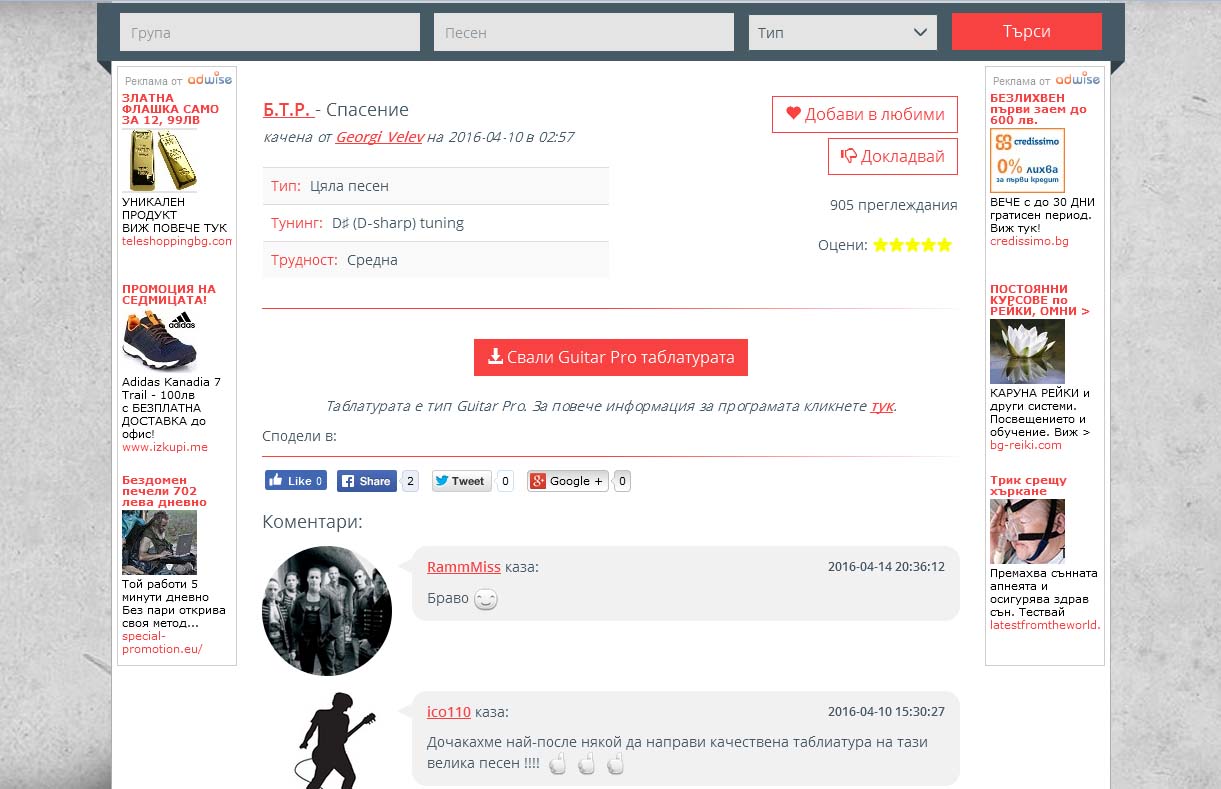 Група
Песен
Тип
Търси
Реклама от adwise
ЗЛАТНА
ФЛАШКА САМО
ЗА 12, 99ЛВ
УНИКАЛЕН
ПРОДУКТ
ВИЖ ПОВЕЧЕ ТУК
teleshoppingbg.com
ПРОМОЦИЯ НА
СЕДМИЦАТА!
adidas
Adidas Kanadia 7
Trail - 100лв
с БЕЗПЛАТНА
ДОСТАВКА до
офис!
www.izkupi.me
Бездомен
печели 702
лева дневно
Той работи 5
минути дневно
Без пари открива
своя метод...
special-
promotion.eu/
Б.Т.Р. - Спасение
качена от Georgi_Velev на 2016-04-10 в 02:57
Тип: Цяла песен
Тунинг: D♯ (D-sharp) tuning
Трудност: Средна
Добави в любими
Докладвай
905 преглеждания
Оцени:
Свали Guitar Pro таблатурата
Таблатурата е тип Guitar Pro. За повече информация за програмата кликнете тук.
Сподели в:
Like 0 Share 2 Tweet 0 Google + 0
Коментари:
RammMiss каза: 2016-04-14 20:36:12
Браво
ico110 каза: 2016-04-10 15:30:27
Дочакахме най-после някой да направи качествена таблиатура на тази
велика песен !!!!
Реклама от adwise
БЕЗЛИХВЕН
първи заем до
600 лв.
credissimo
0% лихва
за първи кредит
ВЕЧЕ с до 30 ДНИ
гратисен период.
Виж тук!
credissimo.bg
ПОСТОЯННИ
КУРСОВЕ по
РЕЙКИ, ОМНИ >
КАРУНА РЕЙКИ и
други системи.
Посвещението и
обучение. Виж >
bg-reiki.com
Трик срещу
хъркане
Премахва сънната
апнеята и
осигурява здрав
сън. Тествай
latestfromtheworld.